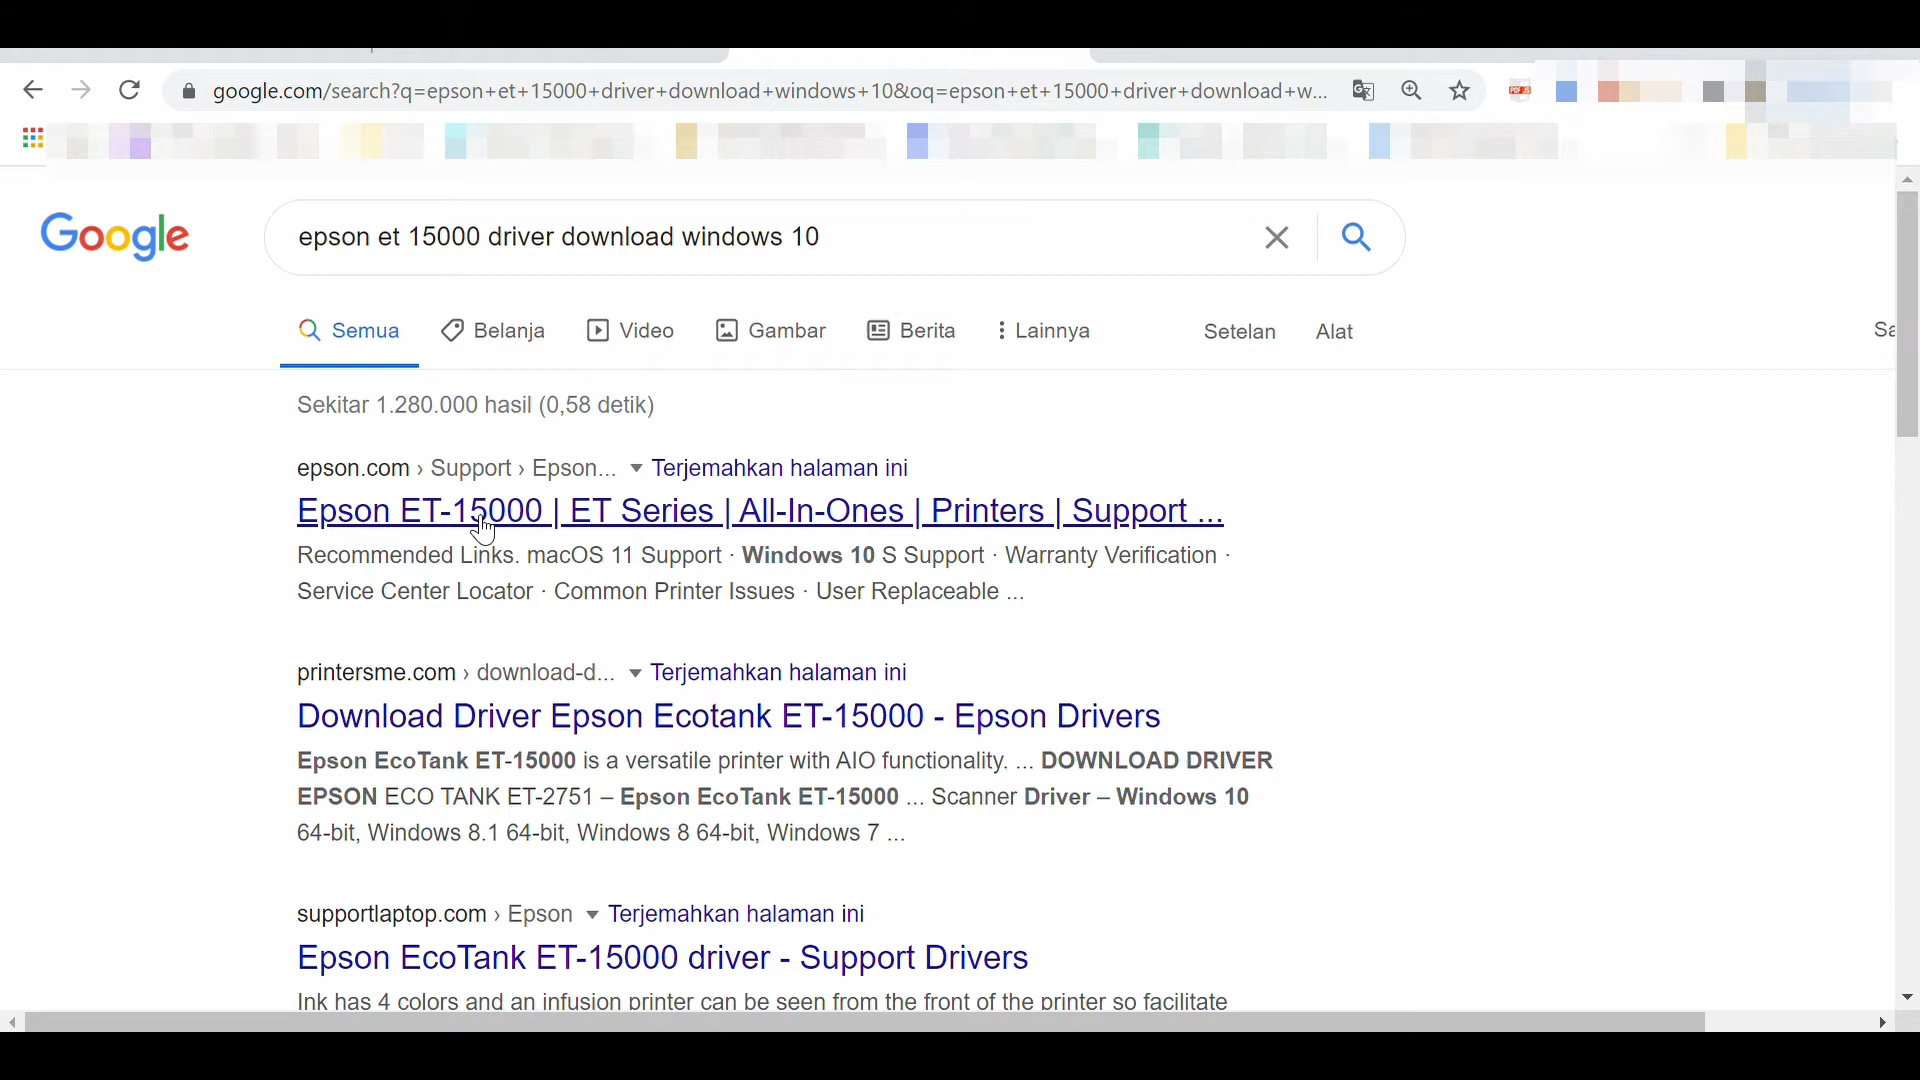 google.com/search?q=epson+et+15000+driver+download+windows+10&oq=epson+et+15000+driver+download+w...
Google
epson et 15000 driver download windows 10
Semua Belanja Video Gambar Berita Lainnya Setelan Alat Sa
Sekitar 1.280.000 hasil (0,58 detik)
epson.com › Support › Epson... Terjemahkan halaman ini
Epson ET-15000 | ET Series | All-In-Ones | Printers | Support ...
Recommended Links. macOS 11 Support · Windows 10 S Support · Warranty Verification ·
Service Center Locator · Common Printer Issues · User Replaceable ...
printersme.com › download-d... Terjemahkan halaman ini
Download Driver Epson Ecotank ET-15000 - Epson Drivers
Epson EcoTank ET-15000 is a versatile printer with AIO functionality. ... DOWNLOAD DRIVER
EPSON ECO TANK ET-2751 – Epson EcoTank ET-15000 ... Scanner Driver – Windows 10
64-bit, Windows 8.1 64-bit, Windows 8 64-bit, Windows 7 ...
supportlaptop.com › Epson Terjemahkan halaman ini
Epson EcoTank ET-15000 driver - Support Drivers
Ink has 4 colors and an infusion printer can be seen from the front of the printer so facilitate